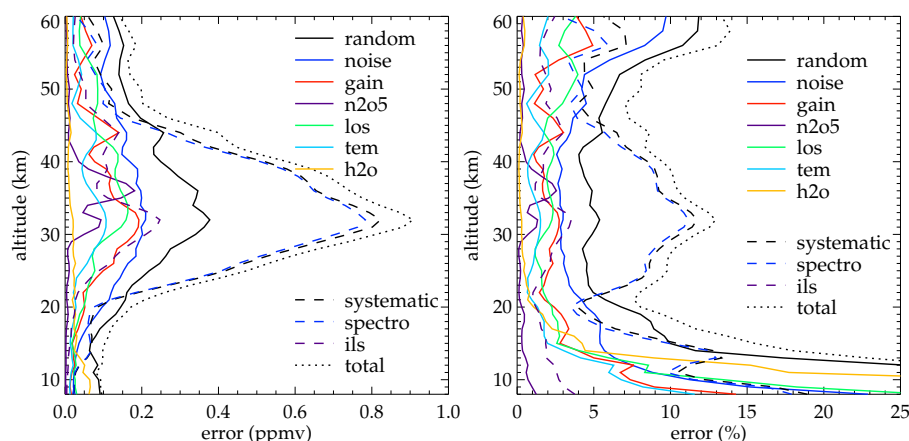 60
50
40
30
20
10
altitude (km)
random
noise
gain
n2o5
los
tem
h2o
systematic
spectro
ils
total
0.0
0.2
0.4
0.6
0.8
1.0
error (ppmv)
60
50
40
30
20
10
altitude (km)
random
noise
gain
n2o5
los
tem
h2o
systematic
spectro
ils
total
0
5
10
15
20
25
error (%)